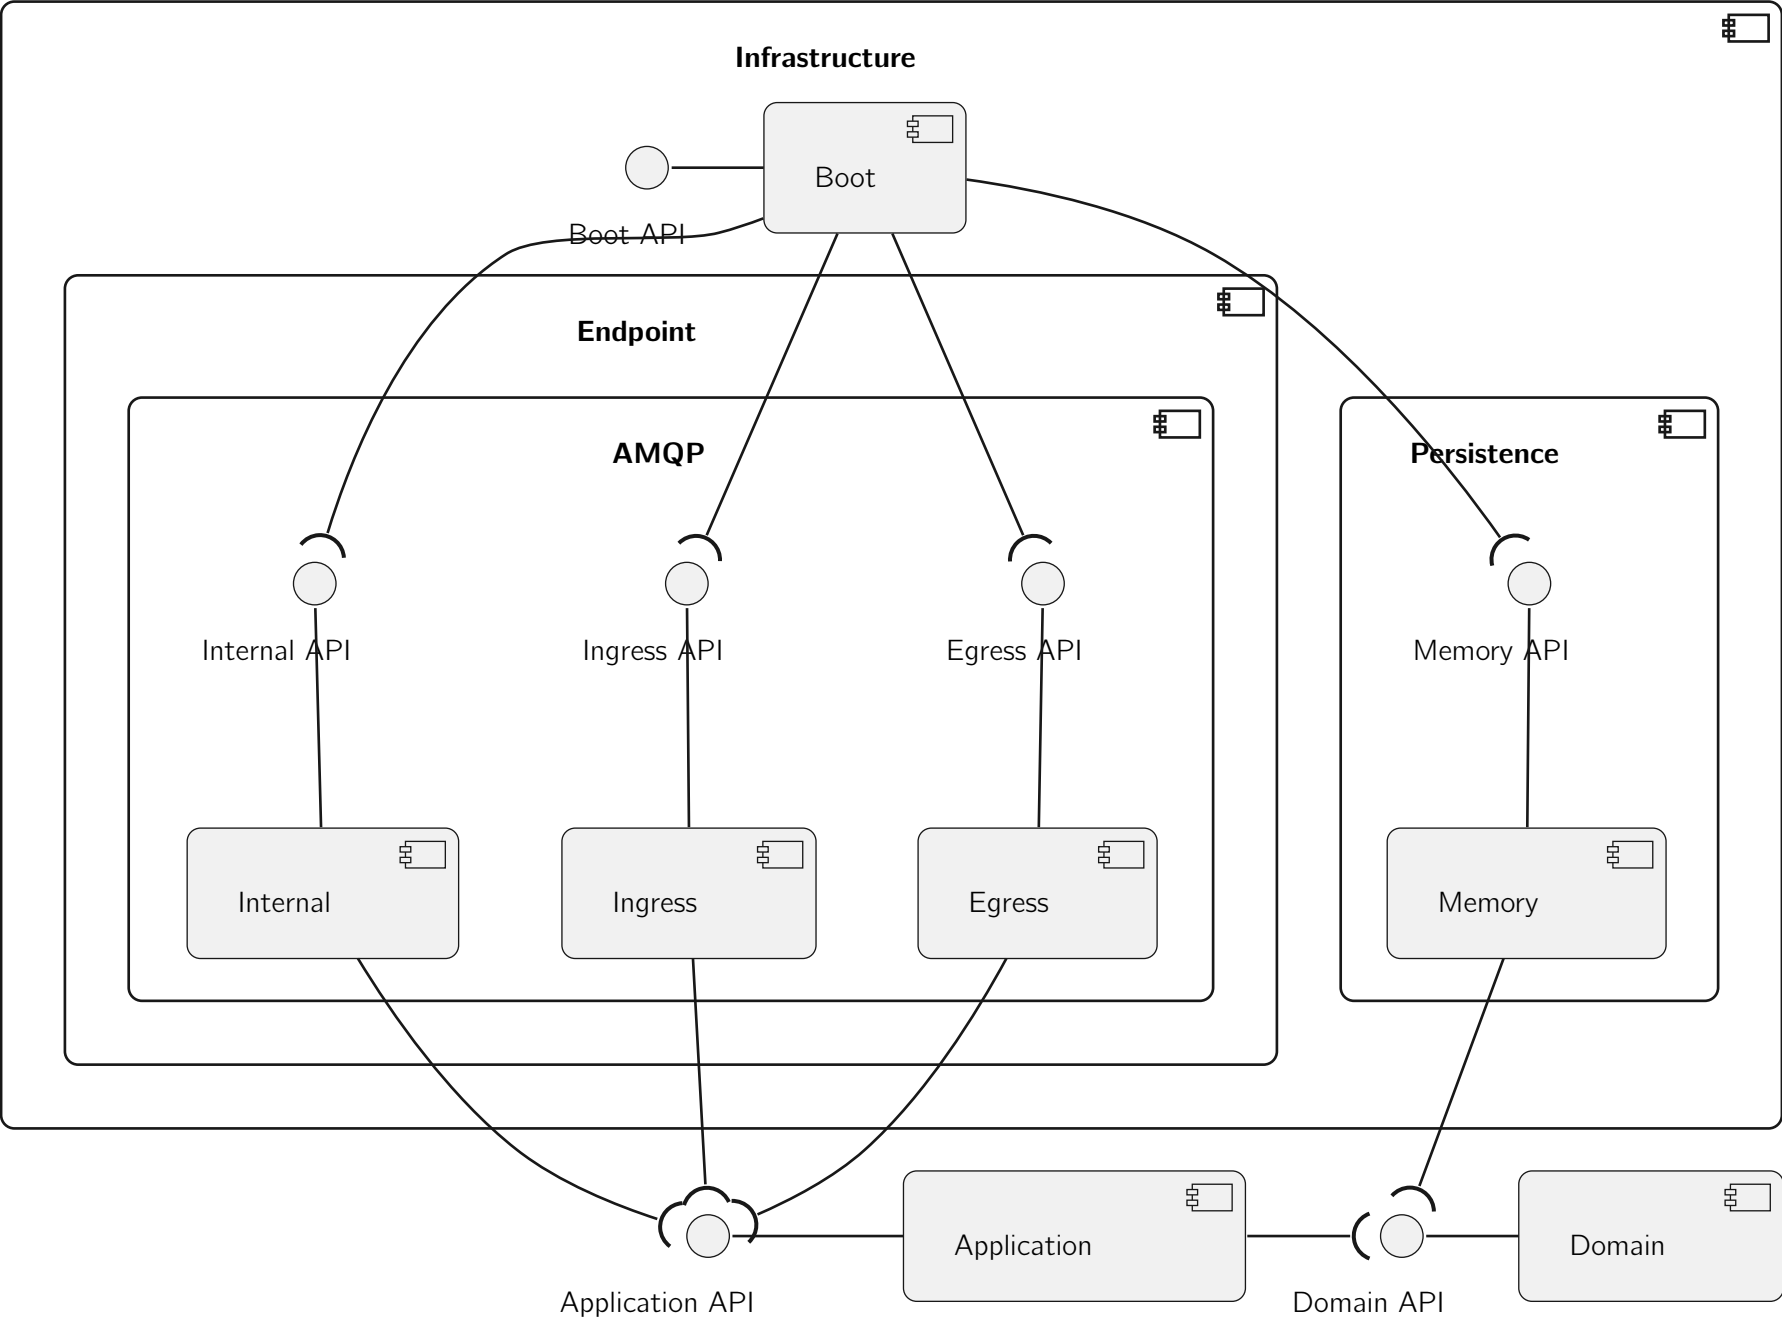 Infrastructure
Boot
Boot API
Endpoint
AMQP
Persistence
Internal API
Ingress API
Egress API
Memory API
Internal
Ingress
Egress
Memory
Application
Domain
Application API
Domain API